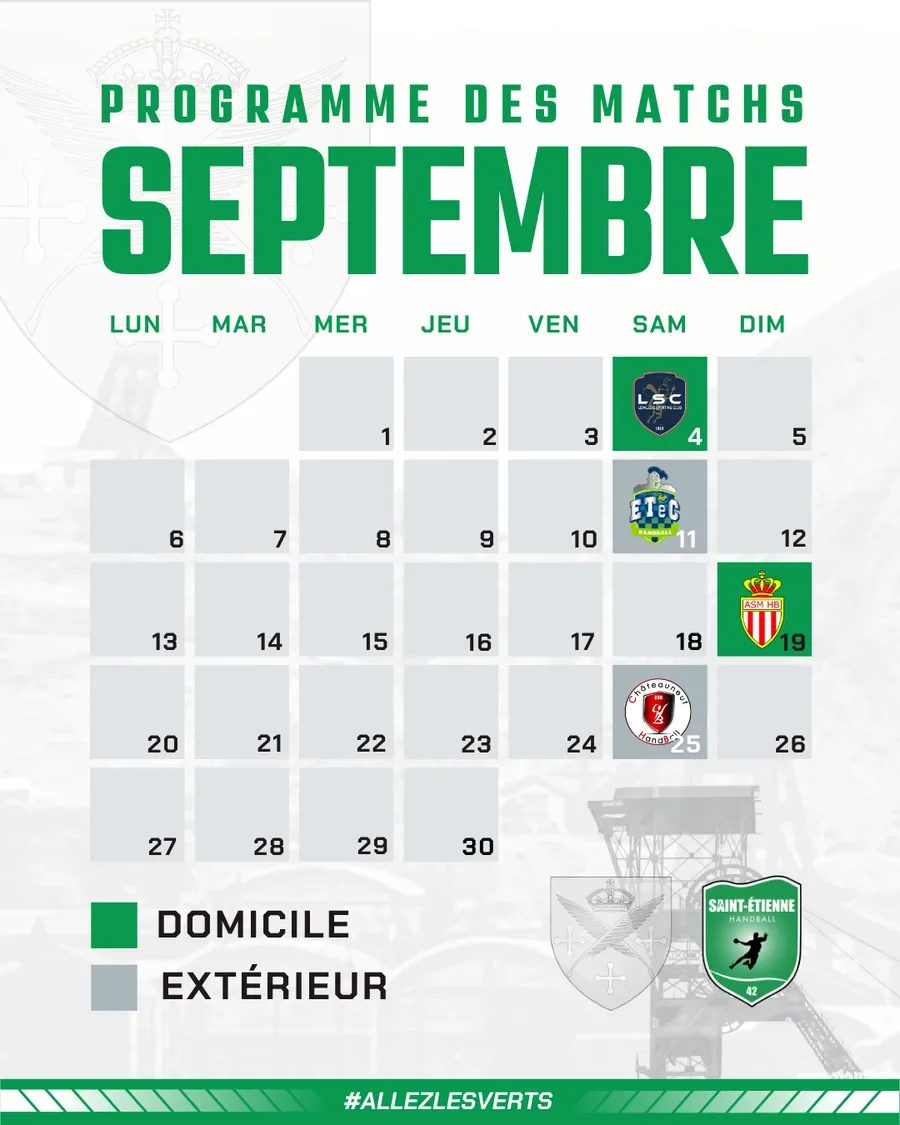 PROGRAMME DES MATCHS
SEPTEMBRE
LUN MAR MER JEU VEN SAM DIM
LSC
1 2 3 4 5
ETeC
HANDBALL
6 7 8 9 10 11 12
ASM HB
13 14 15 16 17 18 19
Châteauneuf
CHB
HandBall
20 21 22 23 24 25 26
27 28 29 30
DOMICILE
EXTÉRIEUR
SAINT-ÉTIENNE
HANDBALL
42
#ALLEZLESVERTS